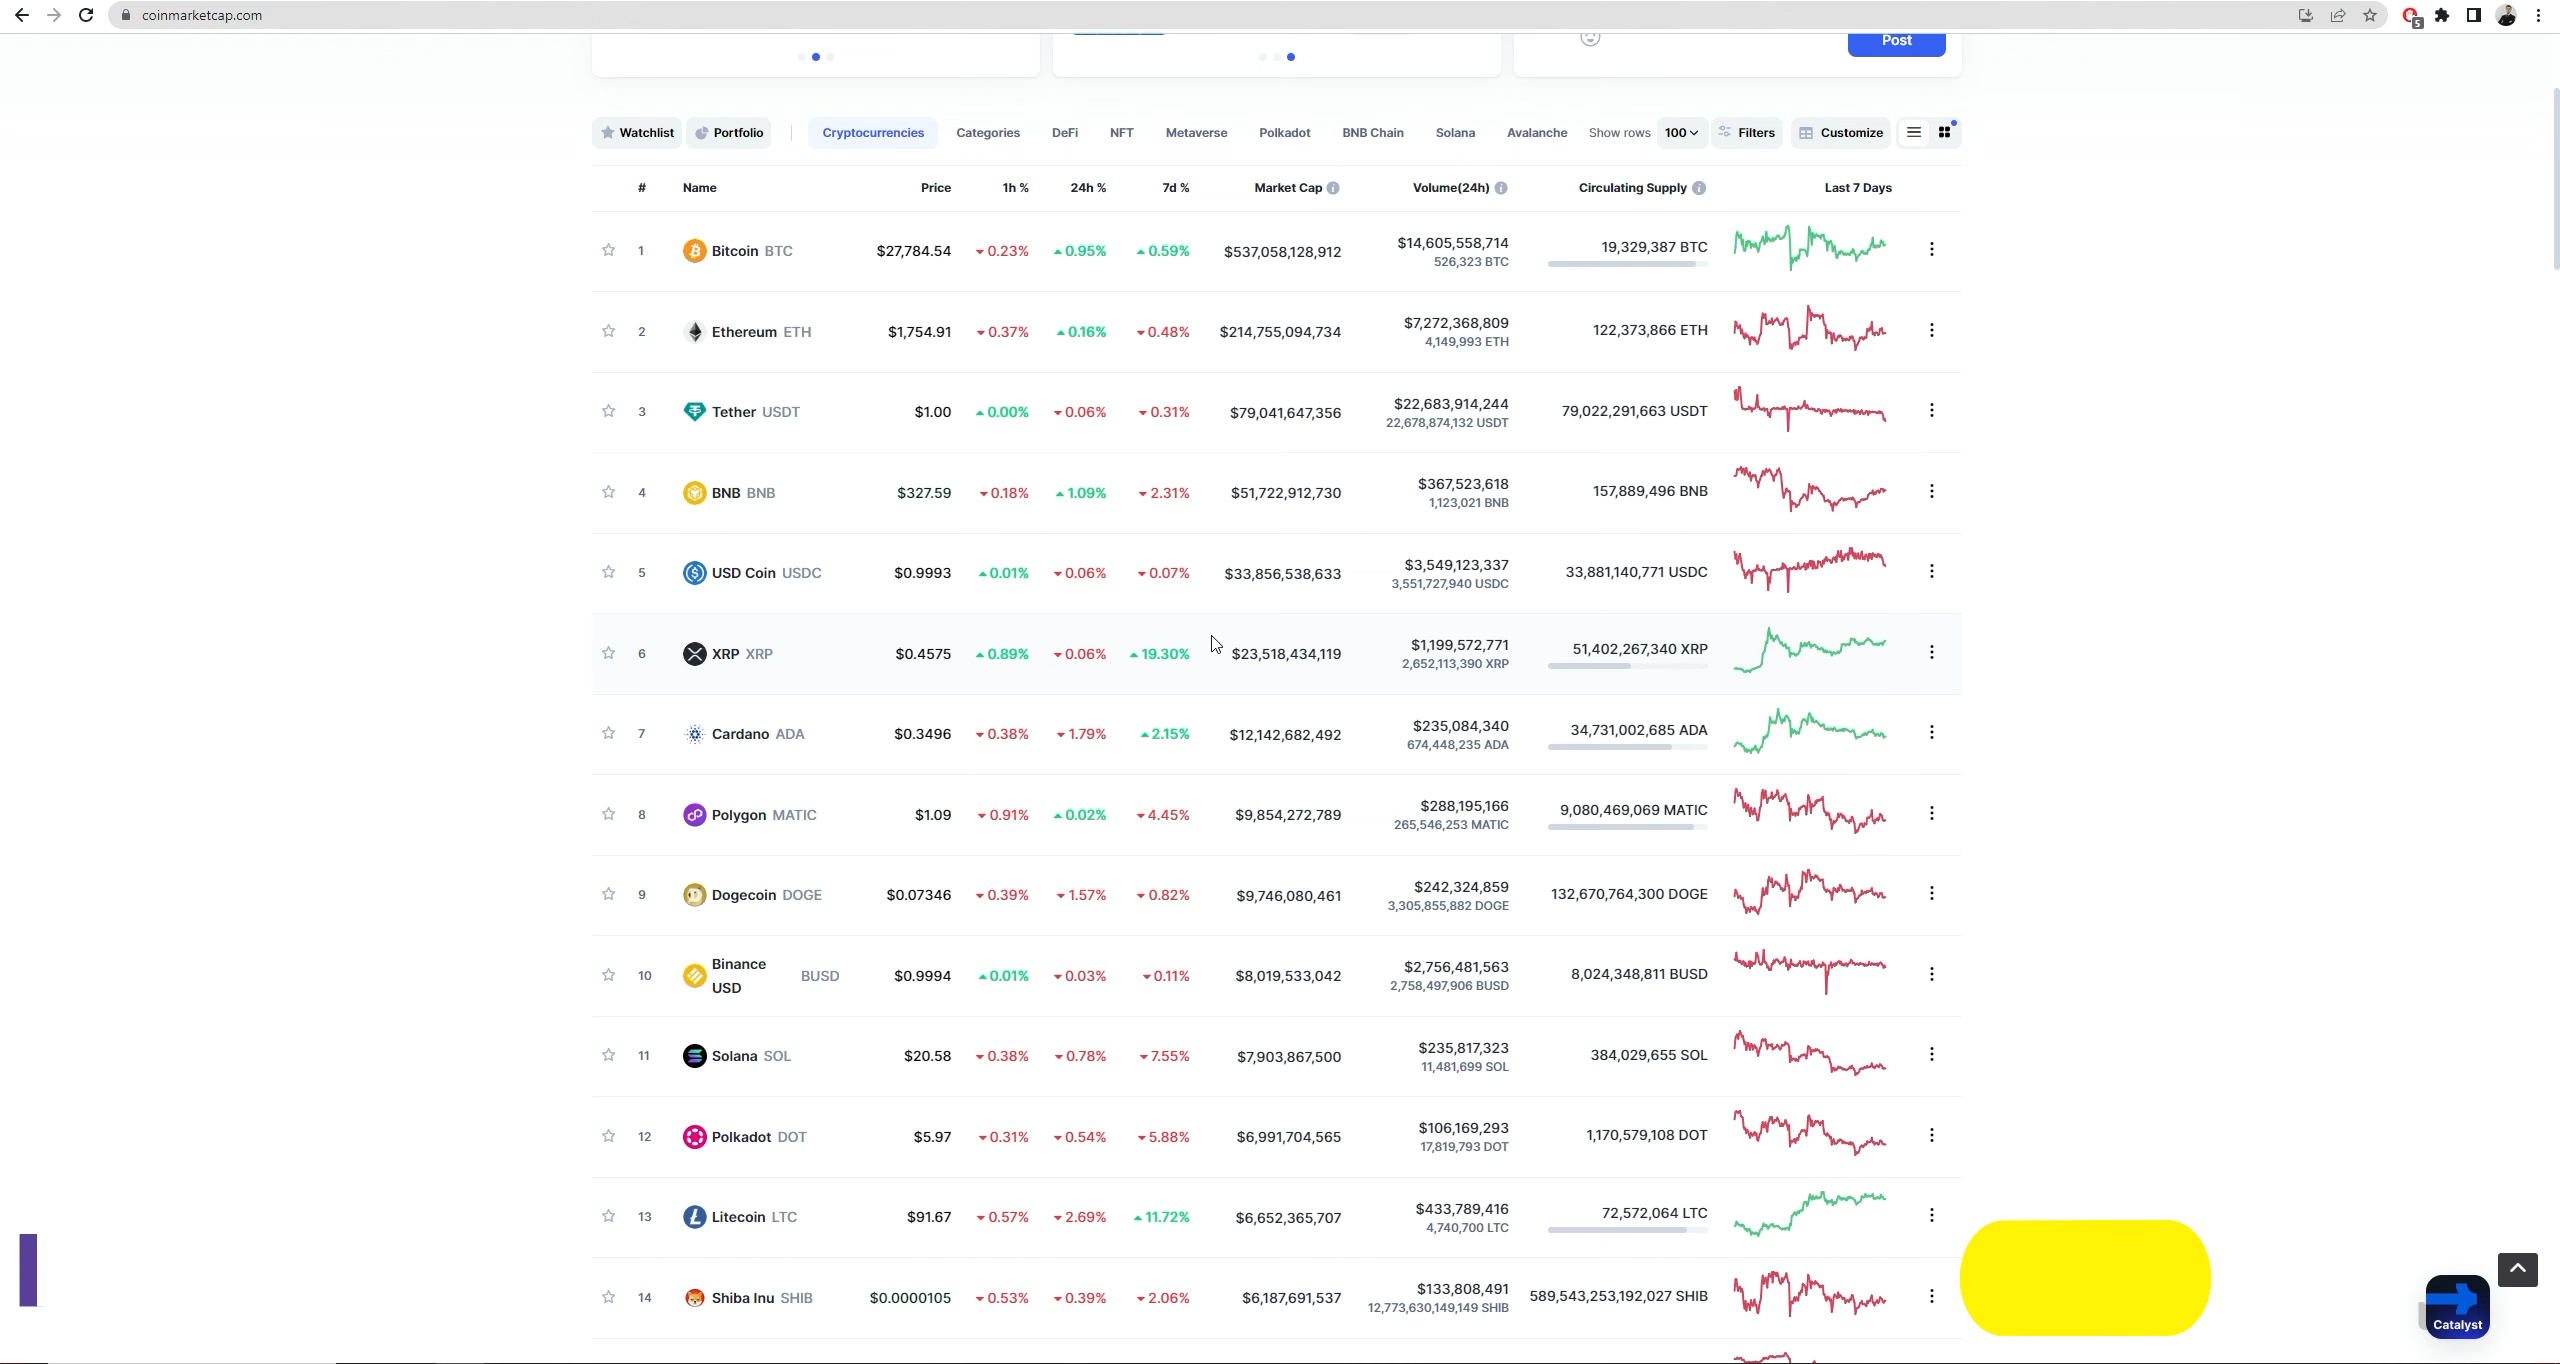 coinmarketcap.com
5
Post
Watchlist Portfolio Cryptocurrencies Categories DeFi NFT Metaverse Polkadot BNB Chain Solana Avalanche Show rows 100 Filters Customize
# Name Price 1h % 24h % 7d % Market Cap Volume(24h) Circulating Supply Last 7 Days
1 Bitcoin BTC $27,784.54 0.23% 0.95% 0.59% $537,058,128,912 $14,605,558,714 19,329,387 BTC
526,323 BTC
2 Ethereum ETH $1,754.91 0.37% 0.16% 0.48% $214,755,094,734 $7,272,368,809 122,373,866 ETH
4,149,993 ETH
3 Tether USDT $1.00 0.00% 0.06% 0.31% $79,041,647,356 $22,683,914,244 79,022,291,663 USDT
22,678,874,132 USDT
4 BNB BNB $327.59 0.18% 1.09% 2.31% $51,722,912,730 $367,523,618 157,889,496 BNB
1,123,021 BNB
5 USD Coin USDC $0.9993 0.01% 0.06% 0.07% $33,856,538,633 $3,549,123,337 33,881,140,771 USDC
3,551,727,940 USDC
6 XRP XRP $0.4575 0.89% 0.06% 19.30% $23,518,434,119 $1,199,572,771 51,402,267,340 XRP
2,652,113,390 XRP
7 Cardano ADA $0.3496 0.38% 1.79% 2.15% $12,142,682,492 $235,084,340 34,731,002,685 ADA
674,448,235 ADA
8 Polygon MATIC $1.09 0.91% 0.02% 4.45% $9,854,272,789 $288,195,166 9,080,469,069 MATIC
265,546,253 MATIC
9 Dogecoin DOGE $0.07346 0.39% 1.57% 0.82% $9,746,080,461 $242,324,859 132,670,764,300 DOGE
3,305,855,882 DOGE
10 Binance USD BUSD $0.9994 0.01% 0.03% 0.11% $8,019,533,042 $2,756,481,563 8,024,348,811 BUSD
2,758,497,906 BUSD
11 Solana SOL $20.58 0.38% 0.78% 7.55% $7,903,867,500 $235,817,323 384,029,655 SOL
11,481,699 SOL
12 Polkadot DOT $5.97 0.31% 0.54% 5.88% $6,991,704,565 $106,169,293 1,170,579,108 DOT
17,819,793 DOT
13 Litecoin LTC $91.67 0.57% 2.69% 11.72% $6,652,365,707 $433,789,416 72,572,064 LTC
4,740,700 LTC
14 Shiba Inu SHIB $0.0000105 0.53% 0.39% 2.06% $6,187,691,537 $133,808,491 589,543,253,192,027 SHIB
12,773,630,149,149 SHIB
Catalyst